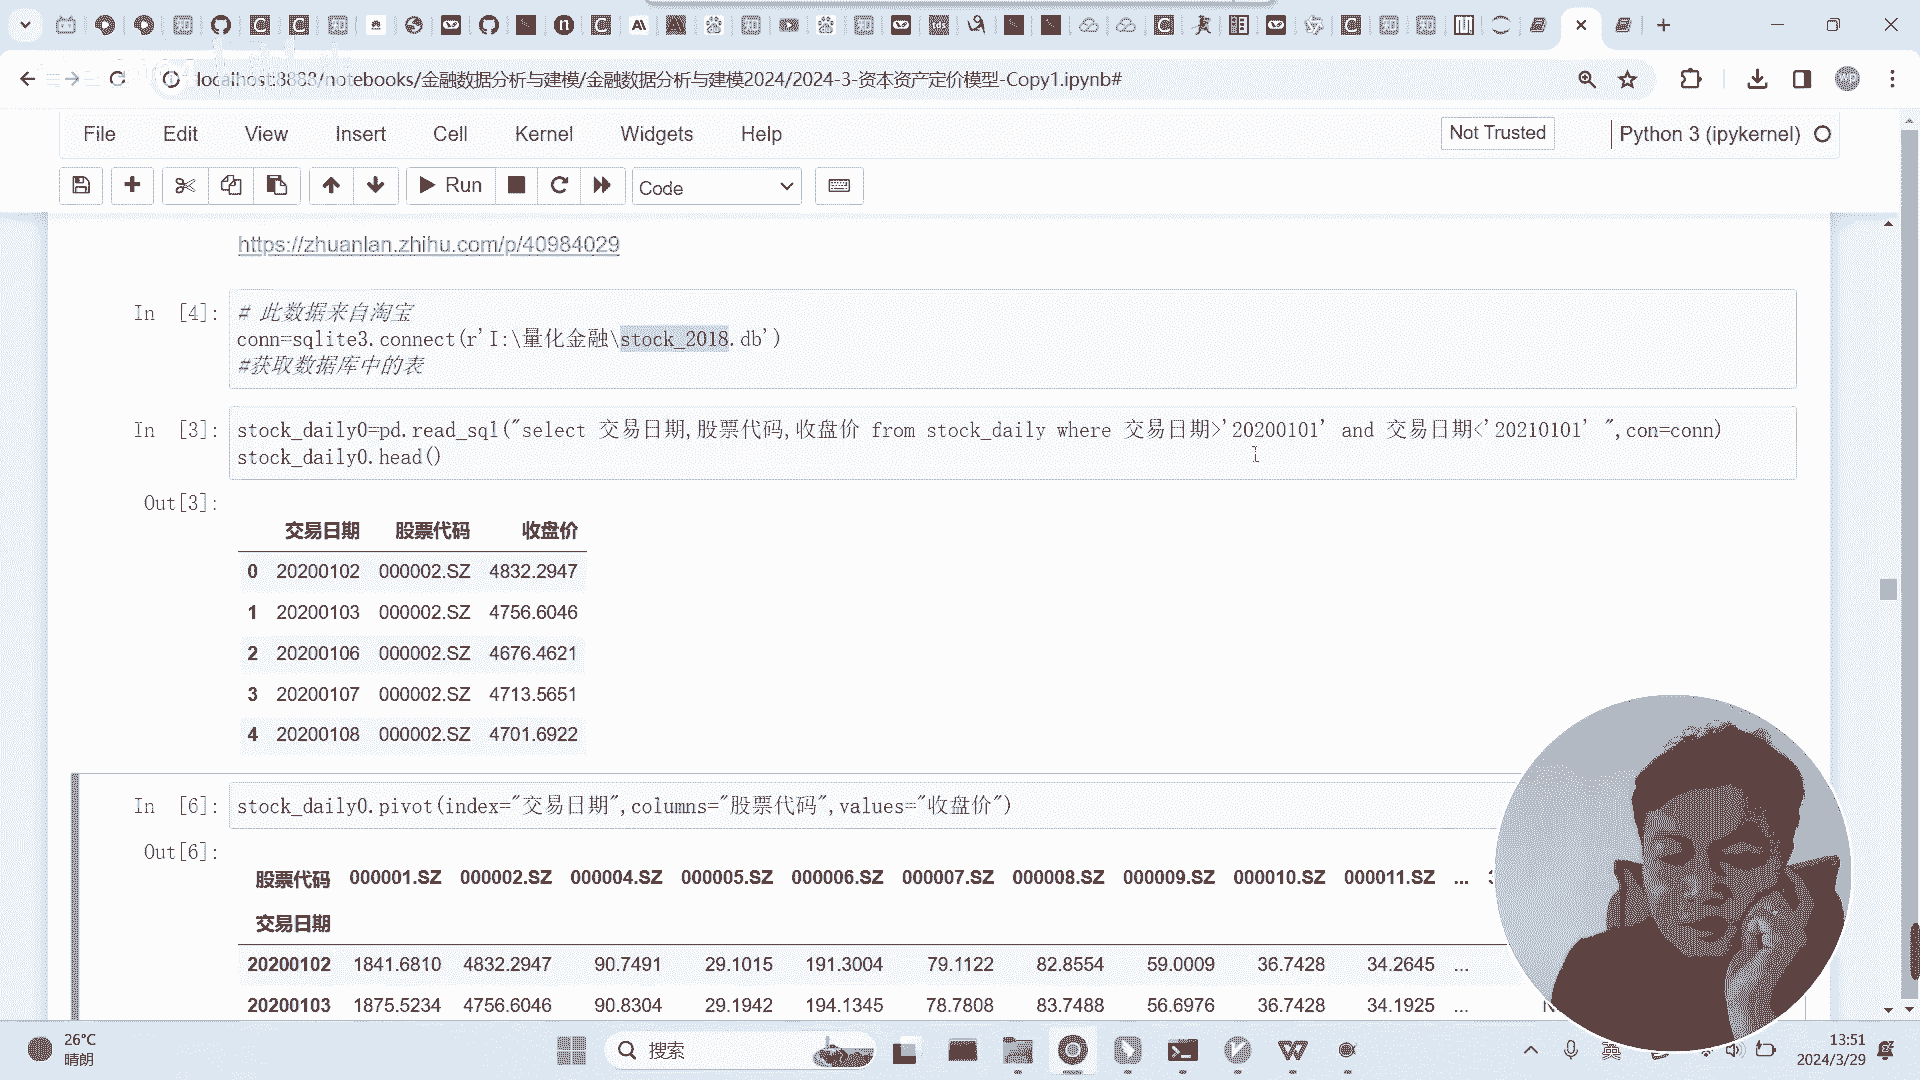 localhost:8888/notebooks/金融数据分析与建模/金融数据分析与建模2024/2024-3-资本资产定价模型-Copy1.ipynb#
File Edit View Insert Cell Kernel Widgets Help
Not Trusted
Python 3 (ipykernel)
Run
Code
https://zhuanlan.zhihu.com/p/40984029
In [4]:
# 此数据来自淘宝
conn=sqlite3.connect(r'I:\量化金融\stock_2018.db')
#获取数据库中的表
In [3]:
stock_daily0=pd.read_sql("select 交易日期,股票代码,收盘价 from stock_daily where 交易日期>'20200101' and 交易日期<'20210101' ",con=conn)
stock_daily0.head()
Out[3]:
交易日期 股票代码 收盘价
0 20200102 000002.SZ 4832.2947
1 20200103 000002.SZ 4756.6046
2 20200106 000002.SZ 4676.4621
3 20200107 000002.SZ 4713.5651
4 20200108 000002.SZ 4701.6922
In [6]:
stock_daily0.pivot(index="交易日期",columns="股票代码",values="收盘价")
Out[6]:
股票代码 000001.SZ 000002.SZ 000004.SZ 000005.SZ 000006.SZ 000007.SZ 000008.SZ 000009.SZ 000010.SZ 000011.SZ ...
交易日期
20200102 1841.6810 4832.2947 90.7491 29.1015 191.3004 79.1122 82.8554 59.0009 36.7428 34.2645 ...
20200103 1875.5234 4756.6046 90.8304 29.1942 194.1345 78.7808 83.7488 56.6976 36.7428 34.1925 ...
26°C
晴朗
搜索
英
13:51
2024/3/29